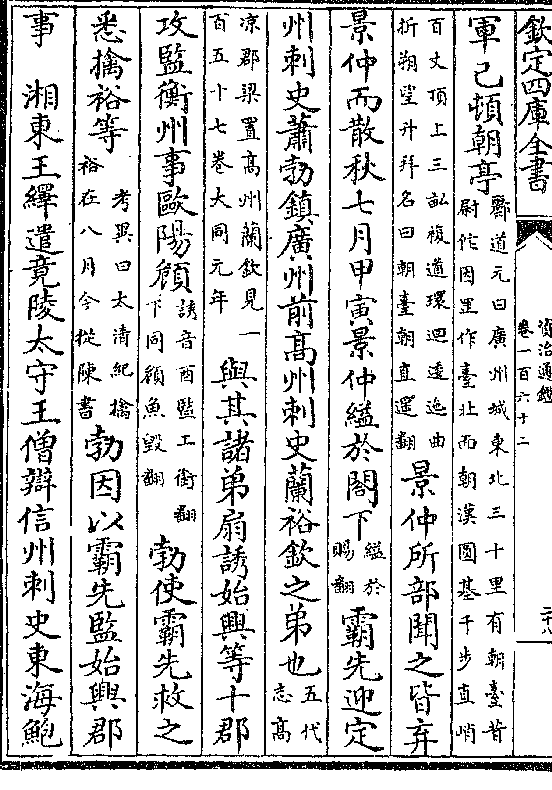 欽定四庫全書
資治通鑑
卷一百六十二
二十八
軍已頓朝亭酈道元曰廣州城東北三十里有朝臺昔尉佗因里作臺北面朝漢圓基千步直峭
百丈頂上三畝複道環迴逶迤曲折朔望升拜名曰朝臺朝直遥翻景仲所部聞之皆弃
景仲而散秋七月甲寅景仲縊於閣下縊於賜翻霸先迎定
州刺史蕭勃鎮廣州前髙州刺史蘭裕欽之弟也五代志髙
凉郡梁置髙州蘭欽見一百五十七卷大同元年與其諸弟扇誘始興等十郡
攻監衡州事歐陽頠誘音酉監工衘翻下同頠魚毁翻勃使霸先救之
悉擒裕等考異曰太清紀擒裕在八月今從陳書勃因以霸先監始興郡
事　湘東王繹遣竟陵太守王僧辯信州刺史東海鮑